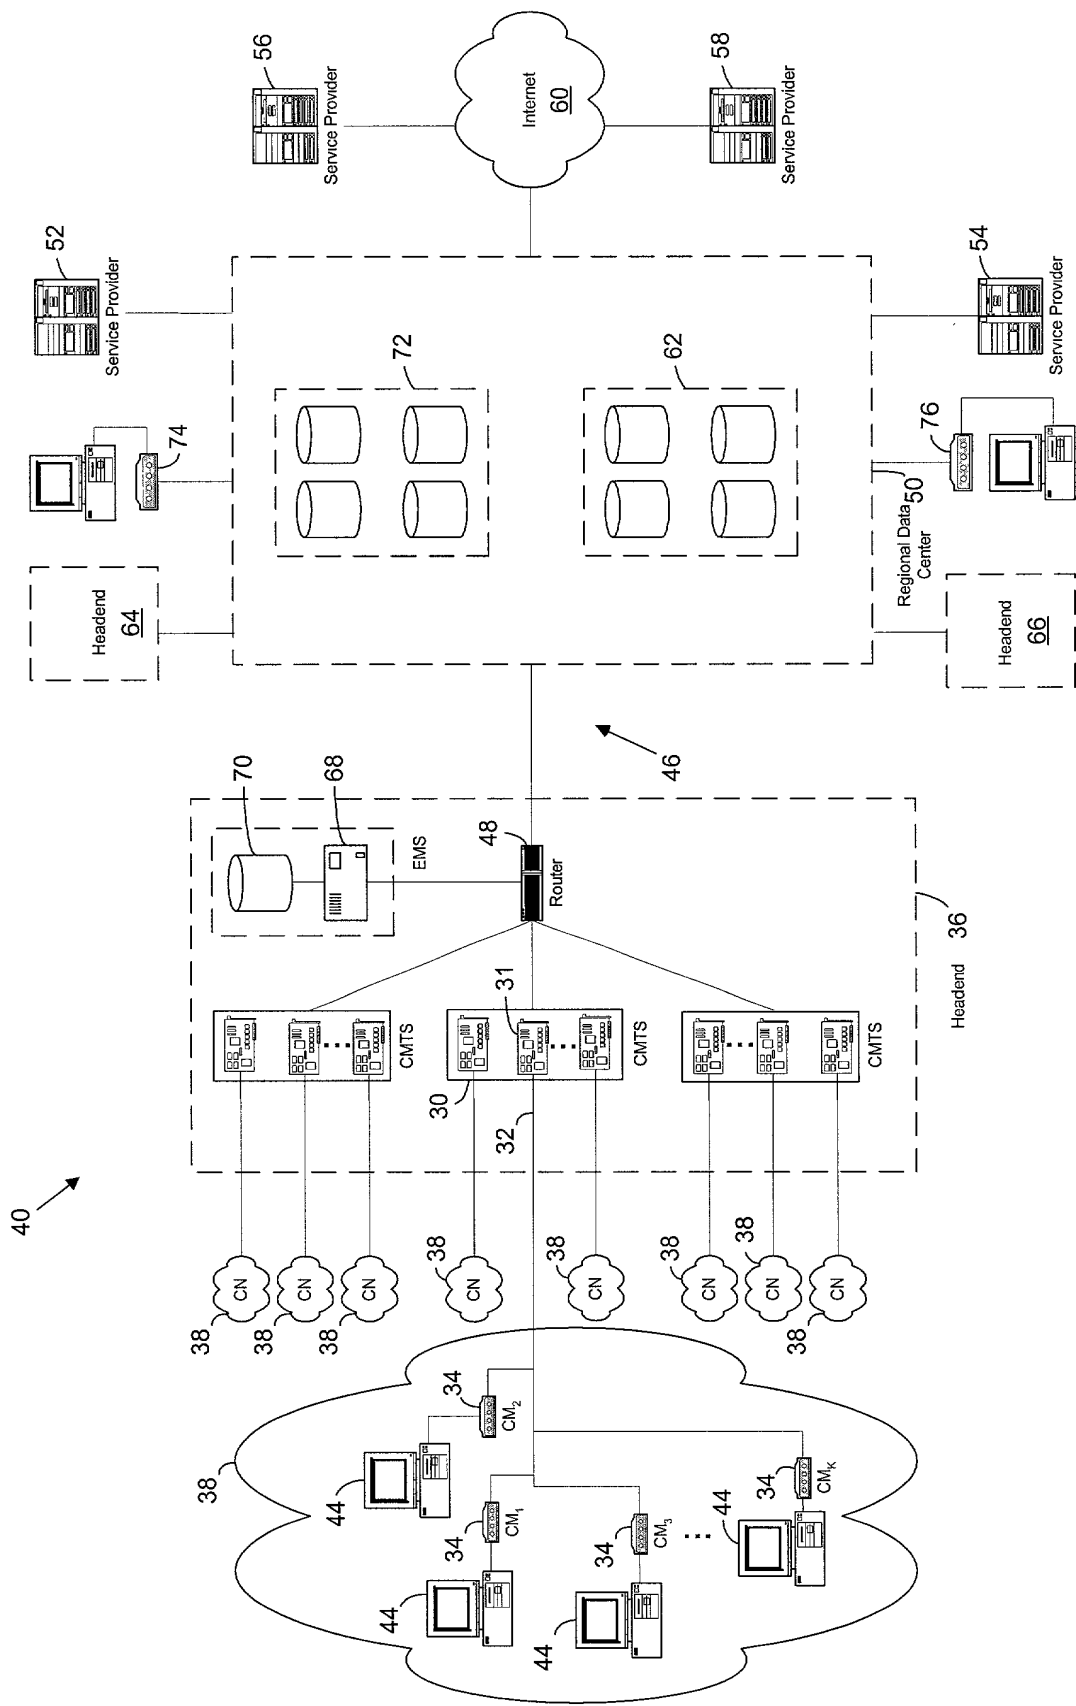 40
38
44
34
CM1
44
34
CM2
44
34
CM3
44
34
CMK
CN
38
CN
38
CN
38
CN
38
CN
38
CN
38
CN
38
CN
38
32
30
31
CMTS
CMTS
CMTS
70
68
EMS
48
Router
Headend
36
46
Headend
64
Headend
66
74
76
72
62
50
Regional Data
Center
52
Service Provider
54
Service Provider
56
Service Provider
58
Service Provider
Internet
60